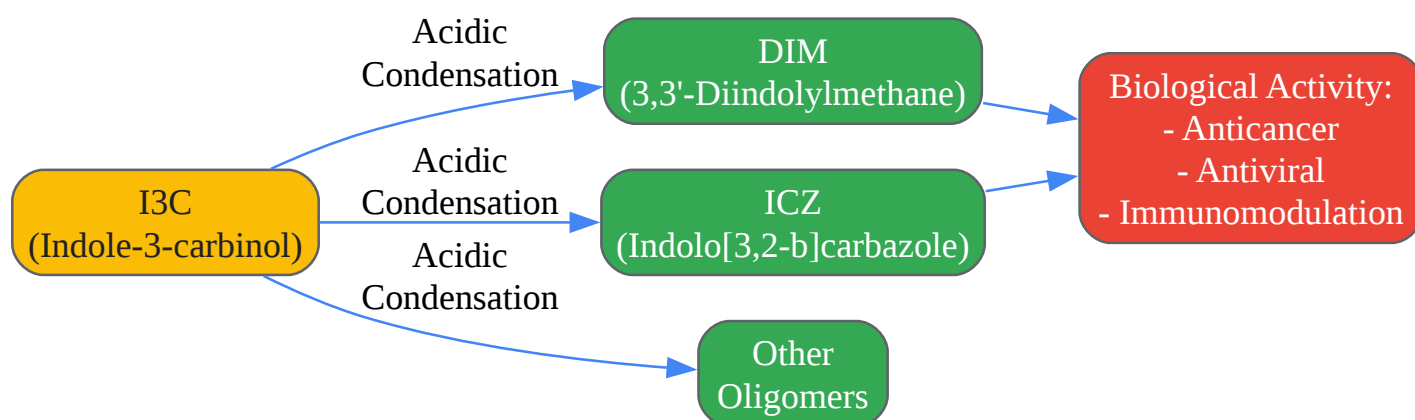 I3C
(Indole-3-carbinol)
Acidic
Condensation
Acidic
Condensation
Acidic
Condensation
DIM
(3,3'-Diindolylmethane)
ICZ
(Indolo[3,2-b]carbazole)
Other
Oligomers
Biological Activity:
- Anticancer
- Antiviral
- Immunomodulation